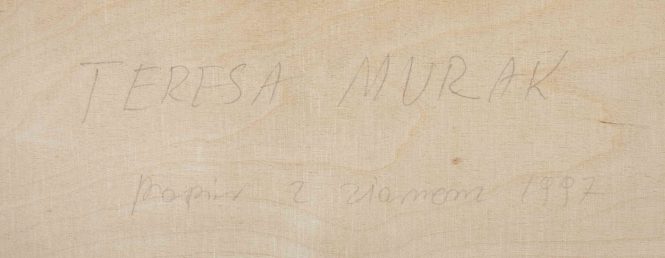 TERESA MURAK
papier z ziarnem 1997